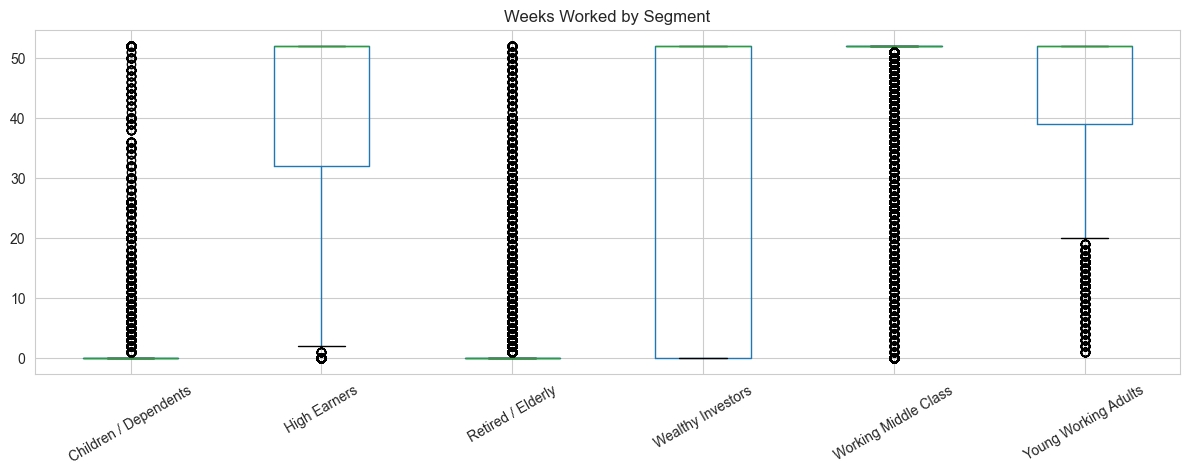 Weeks Worked by Segment
50
40
30
20
10
0
Children / Dependents
High Earners
Retired / Elderly
Wealthy Investors
Working Middle Class
Young Working Adults